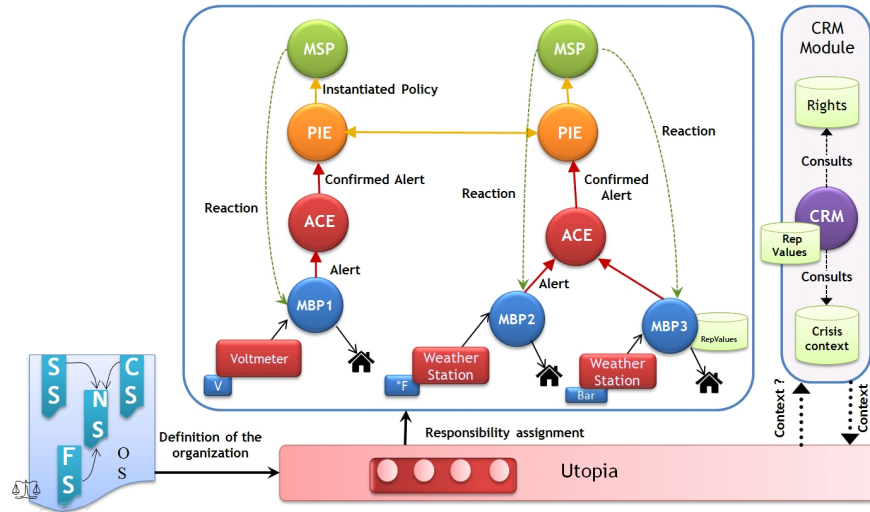 MSP
MSP
Instantiated Policy
PIE
PIE
Reaction
Confirmed Alert
Confirmed
Alert
Reaction
Reaction
ACE
ACE
Alert
Alert
MBP1
MBP2
MBP3
RepValues
Voltmeter
V
Weather
Station
°F
Weather
Station
Bar
CRM
Module
Rights
Consults
CRM
Rep
Values
Consults
Crisis
context
Context ?
Context
S
S
C
S
N
S
F
S
O
S
Definition of the
organization
Responsibility assignment
Utopia